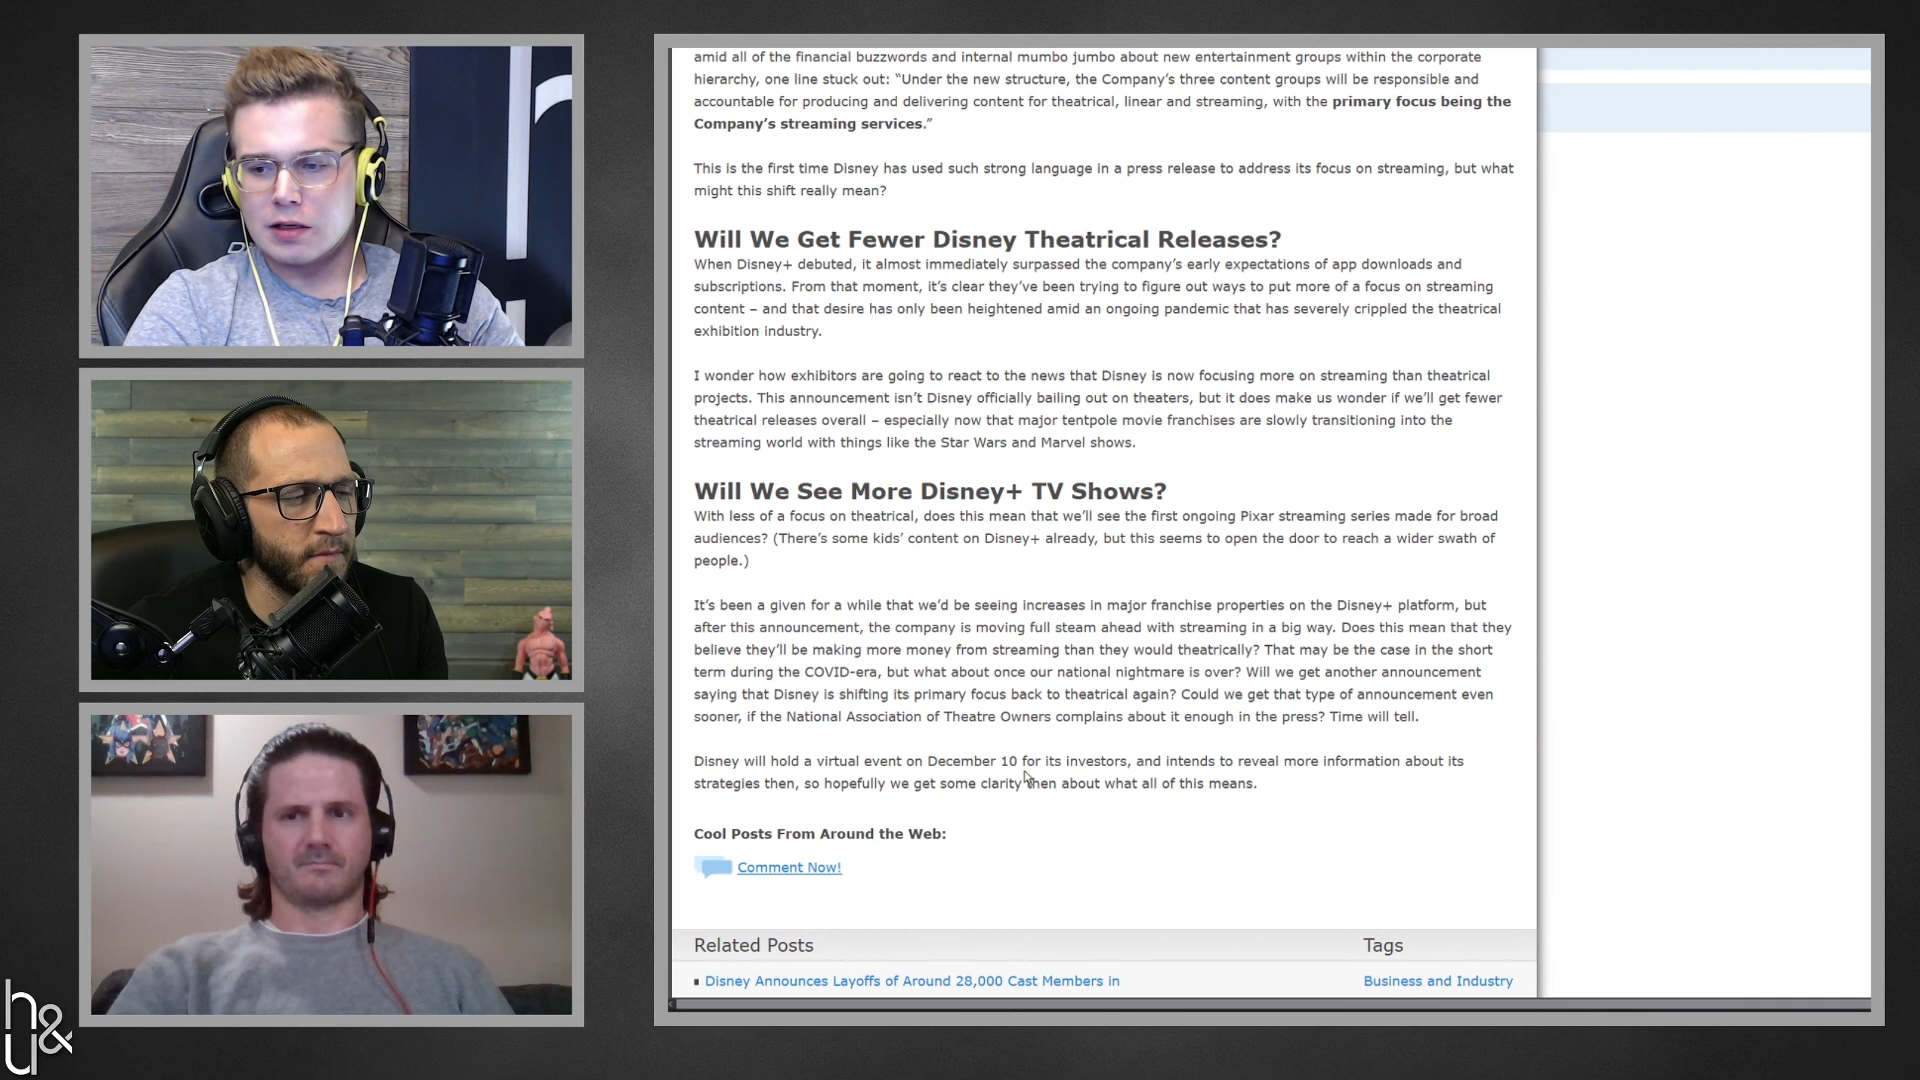 amid all of the financial buzzwords and internal mumbo jumbo about new entertainment groups within the corporate
hierarchy, one line stuck out: “Under the new structure, the Company’s three content groups will be responsible and
accountable for producing and delivering content for theatrical, linear and streaming, with the primary focus being the
Company’s streaming services.”
This is the first time Disney has used such strong language in a press release to address its focus on streaming, but what
might this shift really mean?
Will We Get Fewer Disney Theatrical Releases?
When Disney+ debuted, it almost immediately surpassed the company’s early expectations of app downloads and
subscriptions. From that moment, it’s clear they’ve been trying to figure out ways to put more of a focus on streaming
content – and that desire has only been heightened amid an ongoing pandemic that has severely crippled the theatrical
exhibition industry.
I wonder how exhibitors are going to react to the news that Disney is now focusing more on streaming than theatrical
projects. This announcement isn’t Disney officially bailing out on theaters, but it does make us wonder if we’ll get fewer
theatrical releases overall – especially now that major tentpole movie franchises are slowly transitioning into the
streaming world with things like the Star Wars and Marvel shows.
Will We See More Disney+ TV Shows?
With less of a focus on theatrical, does this mean that we’ll see the first ongoing Pixar streaming series made for broad
audiences? (There’s some kids’ content on Disney+ already, but this seems to open the door to reach a wider swath of
people.)
It’s been a given for a while that we’d be seeing increases in major franchise properties on the Disney+ platform, but
after this announcement, the company is moving full steam ahead with streaming in a big way. Does this mean that they
believe they’ll be making more money from streaming than they would theatrically? That may be the case in the short
term during the COVID-era, but what about once our national nightmare is over? Will we get another announcement
saying that Disney is shifting its primary focus back to theatrical again? Could we get that type of announcement even
sooner, if the National Association of Theatre Owners complains about it enough in the press? Time will tell.
Disney will hold a virtual event on December 10 for its investors, and intends to reveal more information about its
strategies then, so hopefully we get some clarity then about what all of this means.
Cool Posts From Around the Web:
Comment Now!
Related Posts
Tags
Disney Announces Layoffs of Around 28,000 Cast Members in
Business and Industry
h&u